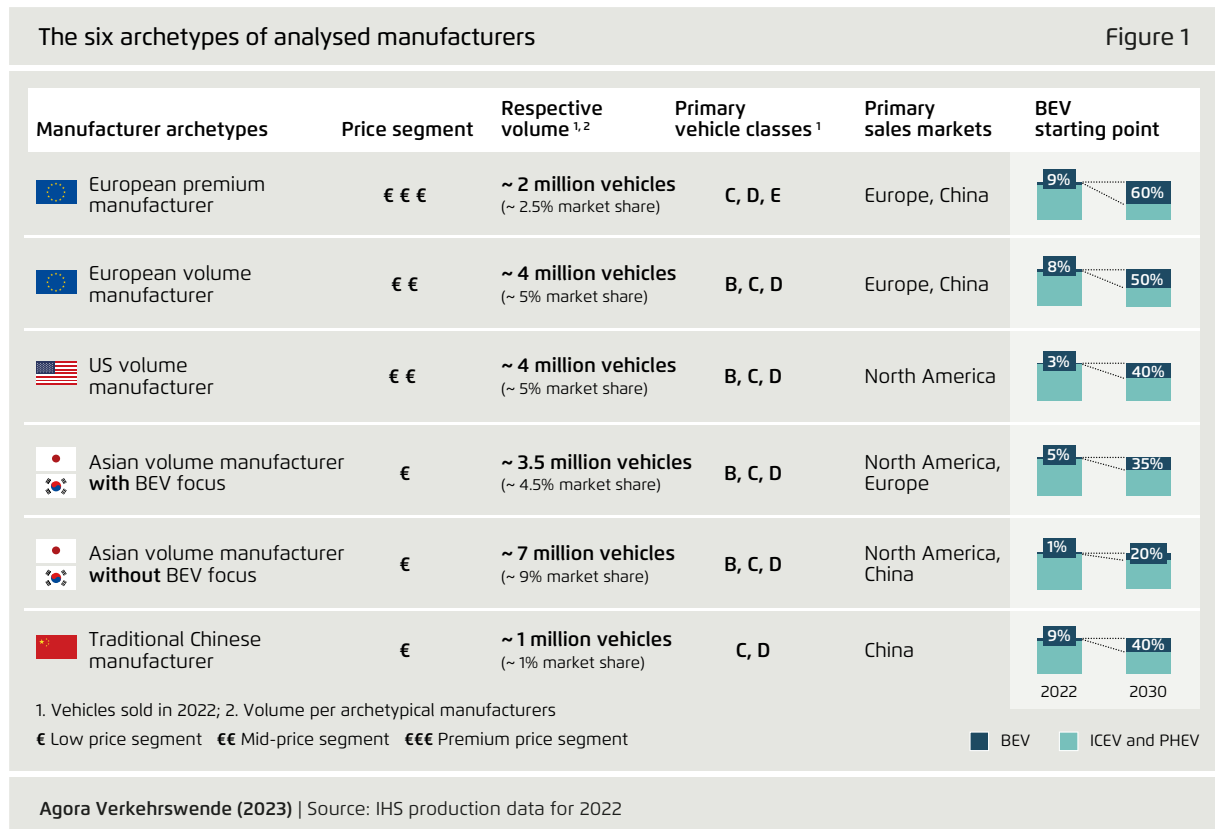 The six archetypes of analysed manufacturers
Figure 1
Manufacturer archetypes
Price segment
Respective
volume 1, 2
Primary
vehicle classes 1
Primary
sales markets
BEV
starting point
European premium
manufacturer
€ € €
~ 2 million vehicles
(~ 2.5% market share)
C, D, E
Europe, China
9%
60%
European volume
manufacturer
€ €
~ 4 million vehicles
(~ 5% market share)
B, C, D
Europe, China
8%
50%
US volume
manufacturer
€ €
~ 4 million vehicles
(~ 5% market share)
B, C, D
North America
3%
40%
Asian volume manufacturer
with BEV focus
€
~ 3.5 million vehicles
(~ 4.5% market share)
B, C, D
North America,
Europe
5%
35%
Asian volume manufacturer
without BEV focus
€
~ 7 million vehicles
(~ 9% market share)
B, C, D
North America,
China
1%
20%
Traditional Chinese
manufacturer
€
~ 1 million vehicles
(~ 1% market share)
C, D
China
9%
40%
2022
2030
1. Vehicles sold in 2022; 2. Volume per archetypical manufacturers
€ Low price segment €€ Mid-price segment €€€ Premium price segment
BEV
ICEV and PHEV
Agora Verkehrswende (2023) | Source: IHS production data for 2022